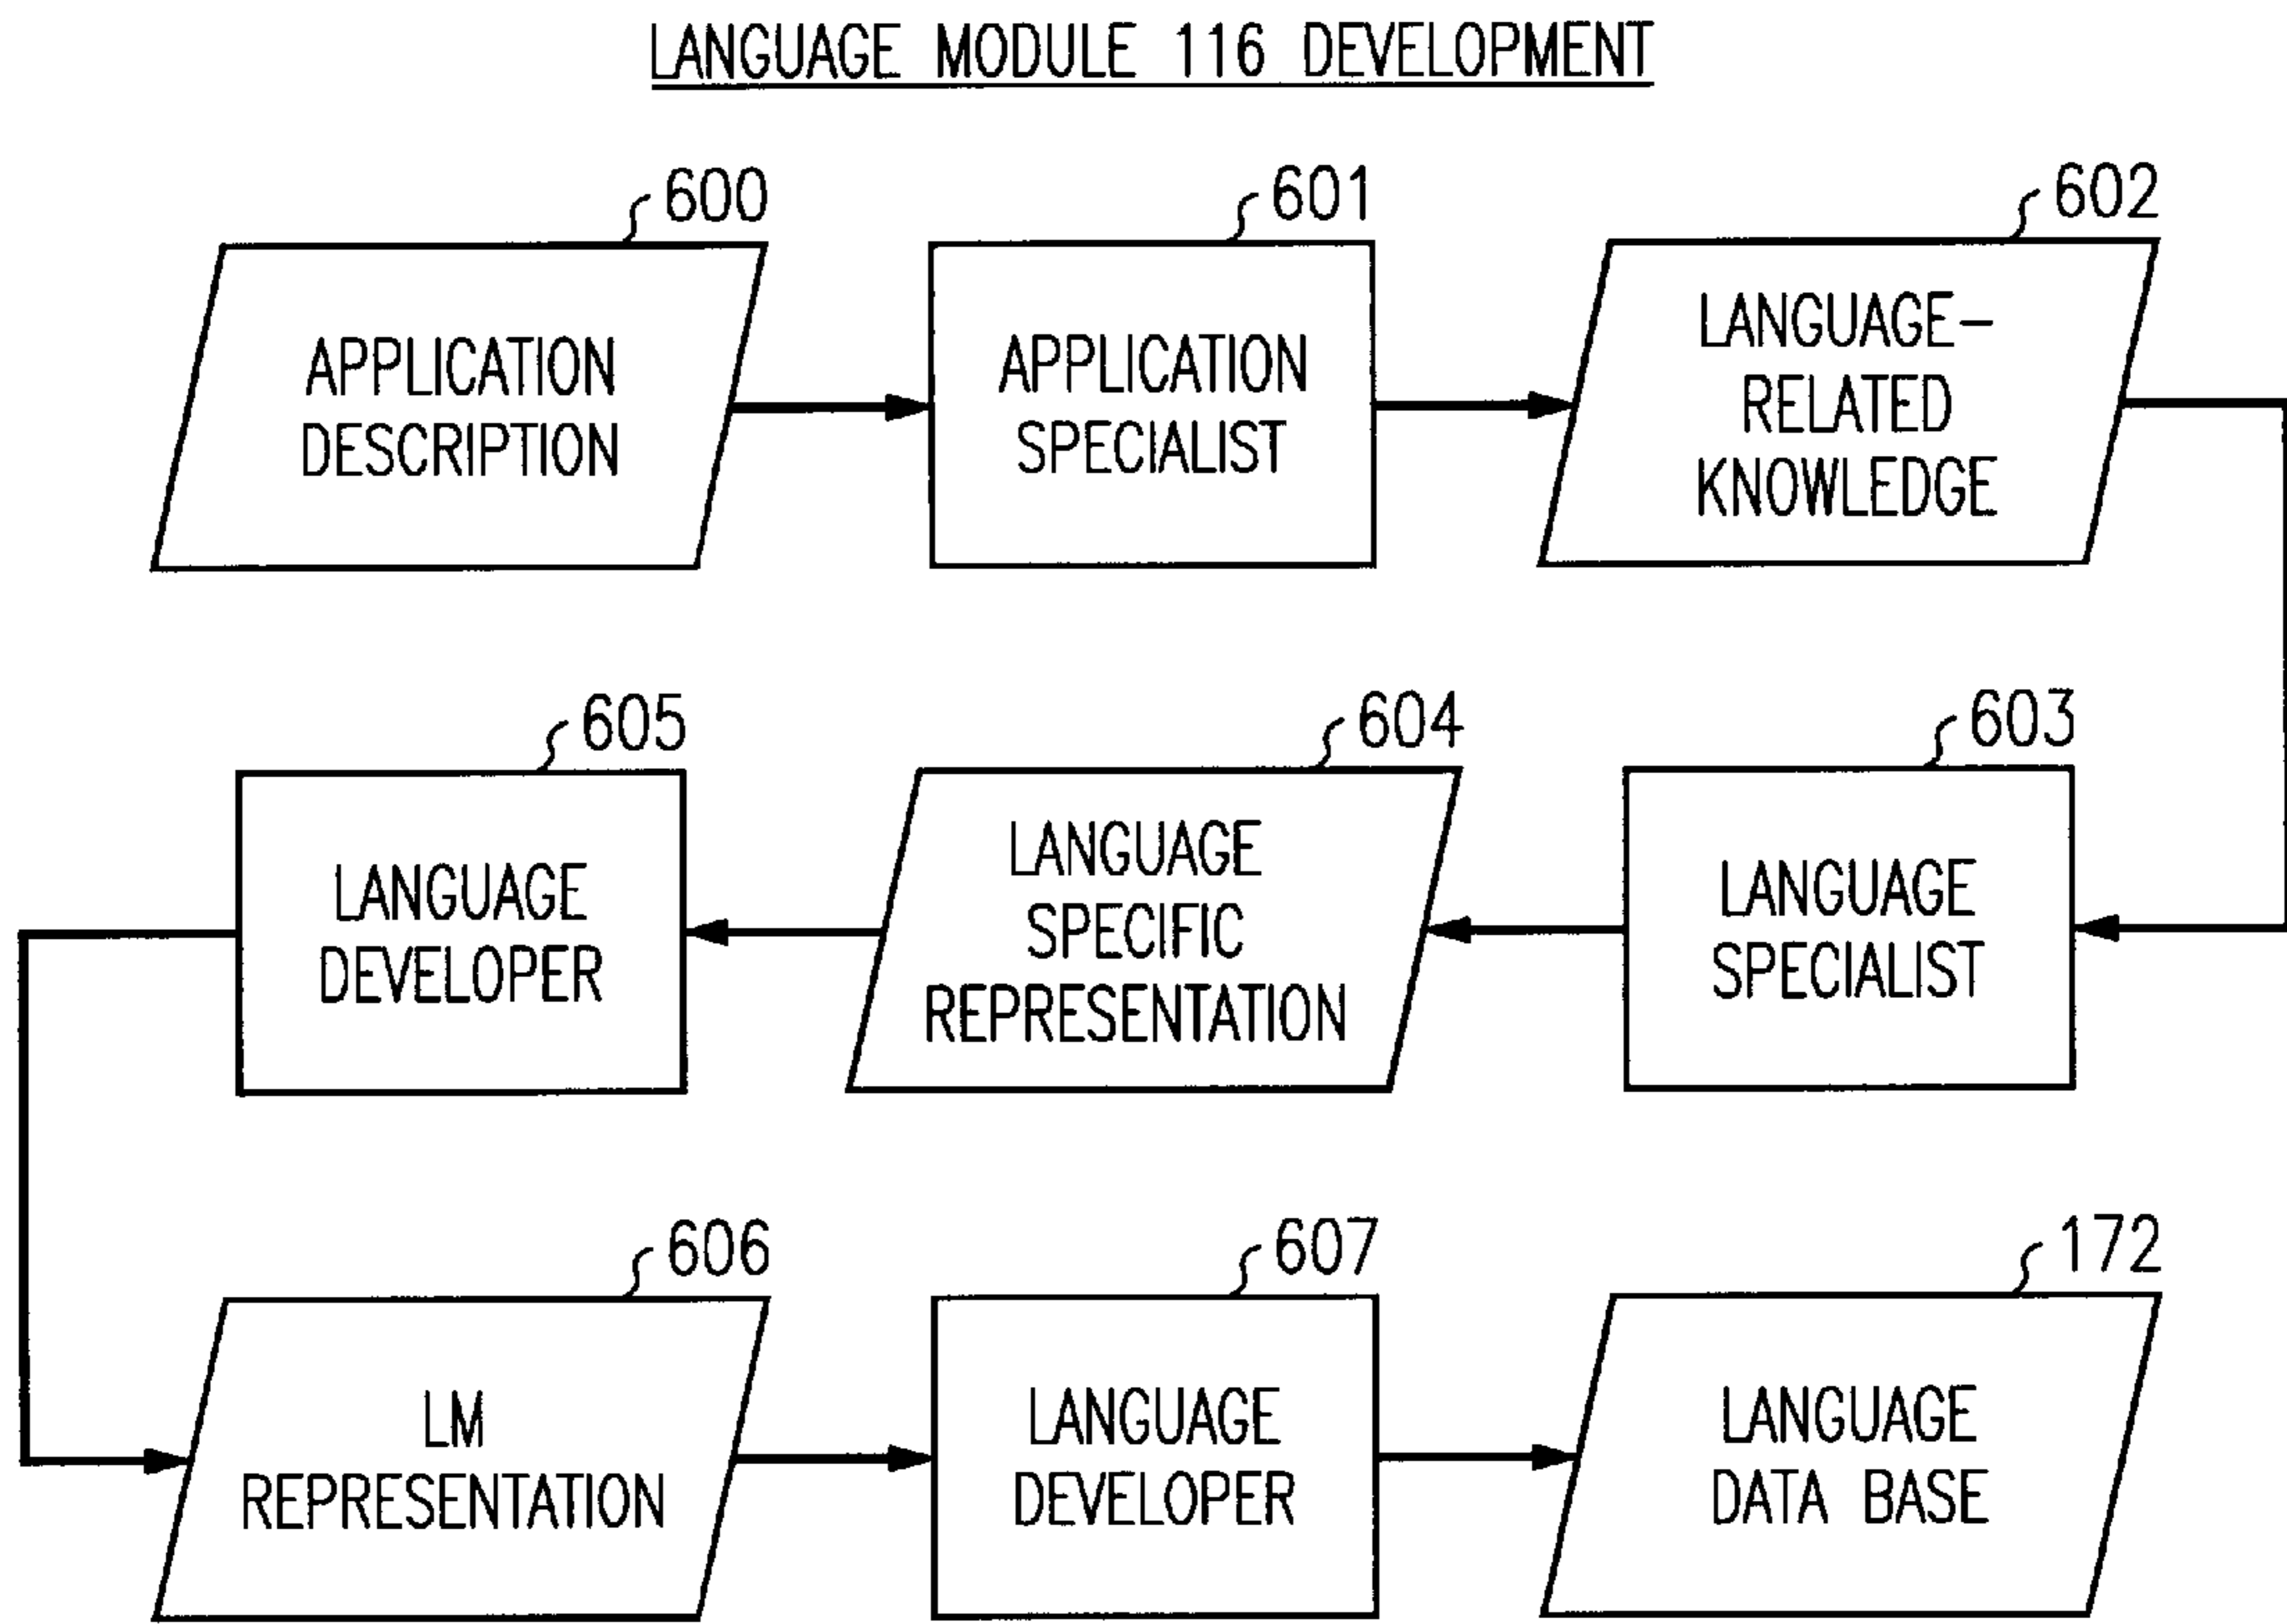 LANGUAGE MODULE 116 DEVELOPMENT
600
APPLICATION
DESCRIPTION
601
APPLICATION
SPECIALIST
602
LANGUAGE-
RELATED
KNOWLEDGE
605
LANGUAGE
DEVELOPER
604
LANGUAGE
SPECIFIC
REPRESENTATION
603
LANGUAGE
SPECIALIST
606
LM
REPRESENTATION
607
LANGUAGE
DEVELOPER
172
LANGUAGE
DATA BASE